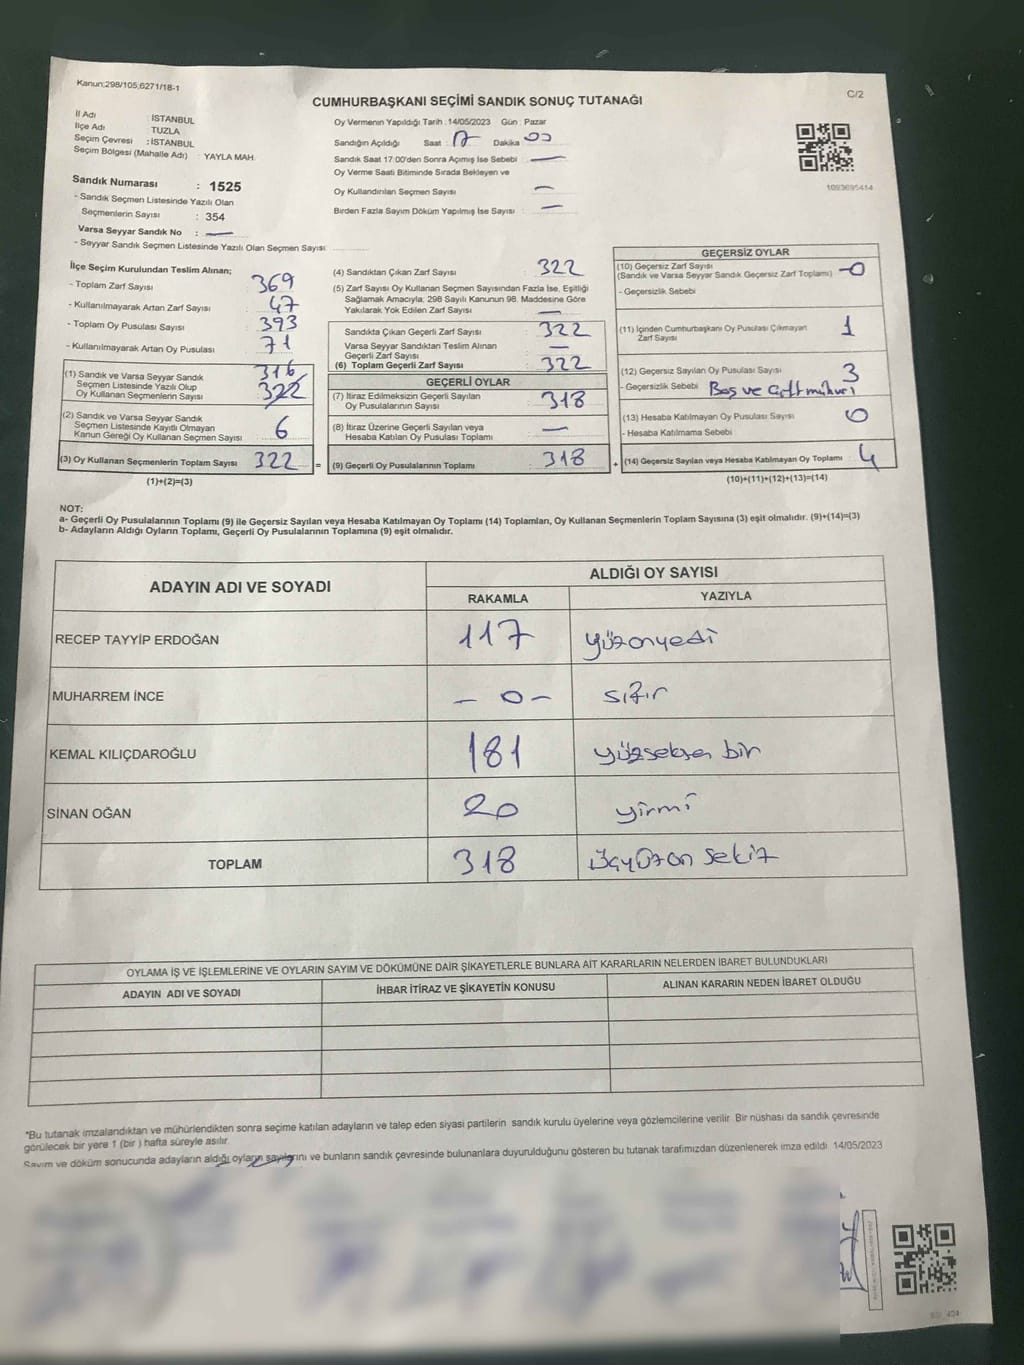 Kanun:298/105;6271/18-1
C/2
CUMHURBAŞKANI SEÇİMİ SANDIK SONUÇ TUTANAĞI
İl Adı : İSTANBUL
İlçe Adı : TUZLA
Seçim Çevresi : İSTANBUL
Seçim Bölgesi (Mahalle Adı) : YAYLA MAH.
Sandık Numarası : 1525
- Sandık Seçmen Listesinde Yazılı Olan
Seçmenlerin Sayısı : 354
Varsa Seyyar Sandık No : —
- Seyyar Sandık Seçmen Listesinde Yazılı Olan Seçmen Sayısı
Oy Vermenin Yapıldığı Tarih : 14/05/2023 Gün : Pazar
Sandığın Açıldığı Saat : 17 Dakika : 00
Sandık Saat 17:00'den Sonra Açımış İse Sebebi —
Oy Verme Saati Bitiminde Sırada Bekleyen ve
Oy Kullandırılan Seçmen Sayısı —
Birden Fazla Sayım Döküm Yapılmış İse Sayısı : —
1093695414
İlçe Seçim Kurulundan Teslim Alınan;
- Toplam Zarf Sayısı : 369
- Kullanılmayarak Artan Zarf Sayısı : 47
- Toplam Oy Pusulası Sayısı : 393
- Kullanılmayarak Artan Oy Pusulası : 71
(1) Sandık ve Varsa Seyyar Sandık
Seçmen Listesinde Yazılı Olup
Oy Kullanan Seçmenlerin Sayısı 316 322
(2) Sandık ve Varsa Seyyar Sandık
Seçmen Listesinde Kayıtlı Olmayan
Kanun Gereği Oy Kullanan Seçmen Sayısı 6
(3) Oy Kullanan Seçmenlerin Toplam Sayısı 322 =
(1)+(2)=(3)
(4) Sandıktan Çıkan Zarf Sayısı : 322
(5) Zarf Sayısı Oy Kullanan Seçmen Sayısından Fazla İse, Eşitliği
Sağlamak Amacıyla, 298 Sayılı Kanunun 98. Maddesine Göre
Yakılarak Yok Edilen Zarf Sayısı : —
Sandıkta Çıkan Geçerli Zarf Sayısı : 322
Varsa Seyyar Sandıktan Teslim Alınan
Geçerli Zarf Sayısı : —
(6) Toplam Geçerli Zarf Sayısı : 322
GEÇERLİ OYLAR
(7) İtiraz Edilmeksizin Geçerli Sayılan
Oy Pusulalarının Sayısı : 318
(8) İtiraz Üzerine Geçerli Sayılan veya
Hesaba Katılan Oy Pusulası Toplamı : —
(9) Geçerli Oy Pusulalarının Toplamı : 318 +
GEÇERSİZ OYLAR
(10) Geçersiz Zarf Sayısı
(Sandık ve Varsa Seyyar Sandık Geçersiz Zarf Toplamı) : 0
- Geçersizlik Sebebi
(11) İçinden Cumhurbaşkanı Oy Pusulası Çıkmayan
Zarf Sayısı 1
(12) Geçersiz Sayılan Oy Pusulası Sayısı : 3
- Geçersizlik Sebebi Boş ve çift mühür
(13) Hesaba Katılmayan Oy Pusulası Sayısı : 0
- Hesaba Katılmama Sebebi
(14) Geçersiz Sayılan veya Hesaba Katılmayan Oy Toplamı : 4
(10)+(11)+(12)+(13)=(14)
NOT:
a- Geçerli Oy Pusulalarının Toplamı (9) ile Geçersiz Sayılan veya Hesaba Katılmayan Oy Toplamı (14) Toplamları, Oy Kullanan Seçmenlerin Toplam Sayısına (3) eşit olmalıdır. (9)+(14)=(3)
b- Adayların Aldığı Oyların Toplamı, Geçerli Oy Pusulalarının Toplamına (9) eşit olmalıdır.
ADAYIN ADI VE SOYADI
ALDIĞI OY SAYISI
RAKAMLA YAZIYLA
RECEP TAYYİP ERDOĞAN 117 yüzonyedi
MUHARREM İNCE — 0 — sıfır
KEMAL KILIÇDAROĞLU 181 yüzseksen bir
SİNAN OĞAN 20 yirmi
TOPLAM 318 üçyüzon sekiz
OYLAMA İŞ VE İŞLEMLERİNE VE OYLARIN SAYIM VE DÖKÜMÜNE DAİR ŞİKAYETLERLE BUNLARA AİT KARARLARIN NELERDEN İBARET BULUNDUKLARI
ADAYIN ADI VE SOYADI İHBAR İTİRAZ VE ŞİKAYETİN KONUSU ALINAN KARARIN NEDEN İBARET OLDUĞU
*Bu tutanak imzalandıktan ve mühürlendikten sonra seçime katılan adayların ve talep eden siyasi partilerin sandık kurulu üyelerine veya gözlemcilerine verilir. Bir nüshası da sandık çevresinde
görülecek bir yere 1 (bir ) hafta süreyle asılır.
Sayım ve döküm sonucunda adayların aldığı oyların sayılarını ve bunların sandık çevresinde bulunanlara duyurulduğunu gösteren bu tutanak tarafımızdan düzenlenerek imza edildi. 14/05/2023